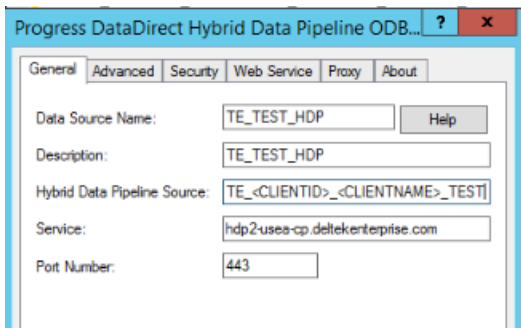 Progress DataDirect Hybrid Data Pipeline ODB... ? x
General Advanced Security Web Service Proxy About
Data Source Name: TE_TEST_HDP Help
Description: TE_TEST_HDP
Hybrid Data Pipeline Source: TE_<CLIENTID>_<CLIENTNAME>_TEST
Service: hdp2-usea-cp.deltekenterprise.com
Port Number: 443